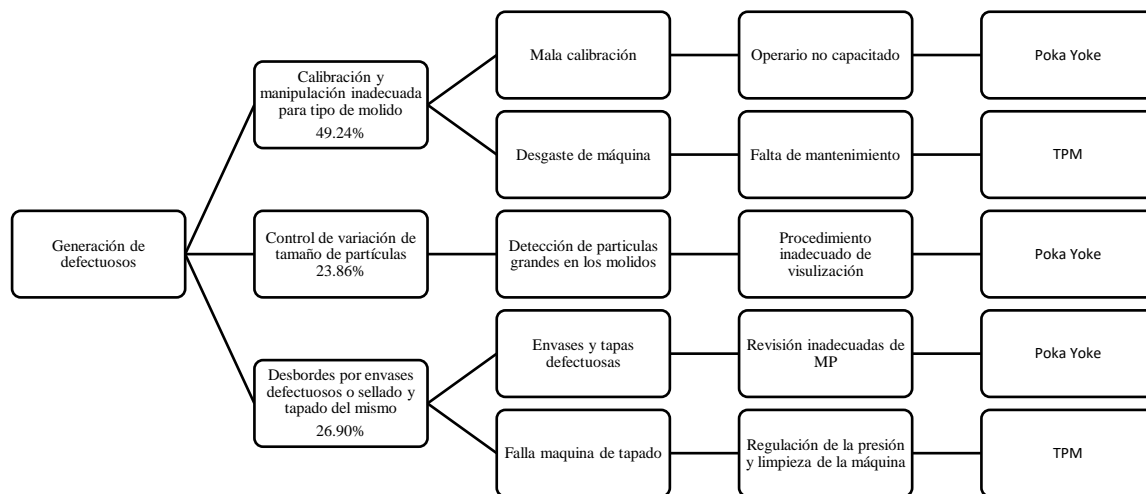 Generación de
defectuosos
Calibración y
manipulación inadecuada
para tipo de molido
49.24%
Mala calibración
Operario no capacitado
Poka Yoke
Desgaste de máquina
Falta de mantenimiento
TPM
Control de variación de
tamaño de partículas
23.86%
Detección de particulas
grandes en los molidos
Procedimiento
inadecuado de
visulización
Poka Yoke
Desbordes por envases
defectuosos o sellado y
tapado del mismo
26.90%
Envases y tapas
defectuosas
Revisión inadecuadas de
MP
Poka Yoke
Falla maquina de tapado
Regulación de la presión
y limpieza de la máquina
TPM